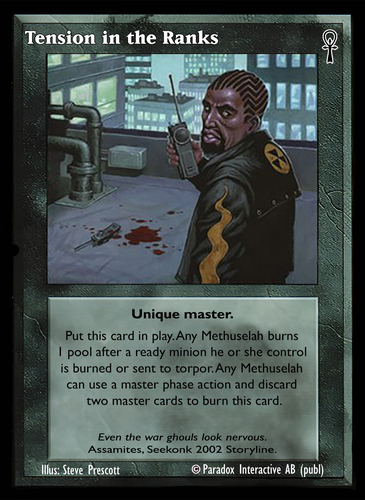 Tension in the Ranks
Unique master.
Put this card in play.Any Methuselah burns
1 pool after a ready minion he or she control
is burned or sent to torpor.Any Methuselah
can use a master phase action and discard
two master cards to burn this card.
Even the war ghouls look nervous.
Assamites, Seekonk 2002 Storyline.
Illus: Steve Prescott © Paradox Interactive AB (publ)